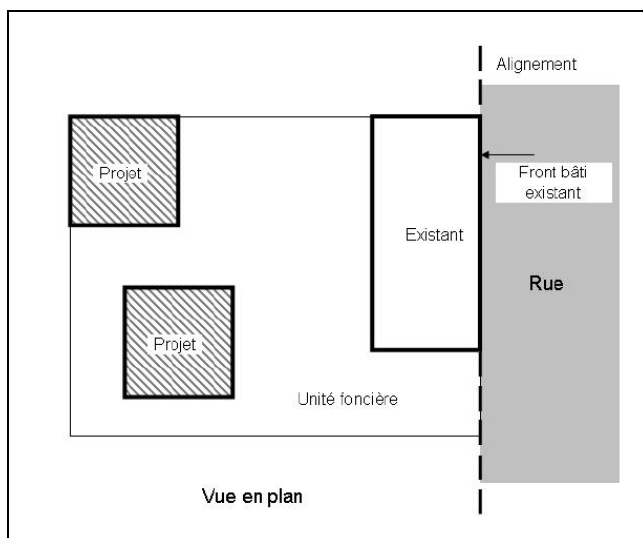 Alignement
Projet
Front bâti
existant
Existant
Rue
Projet
Unité foncière
Vue en plan